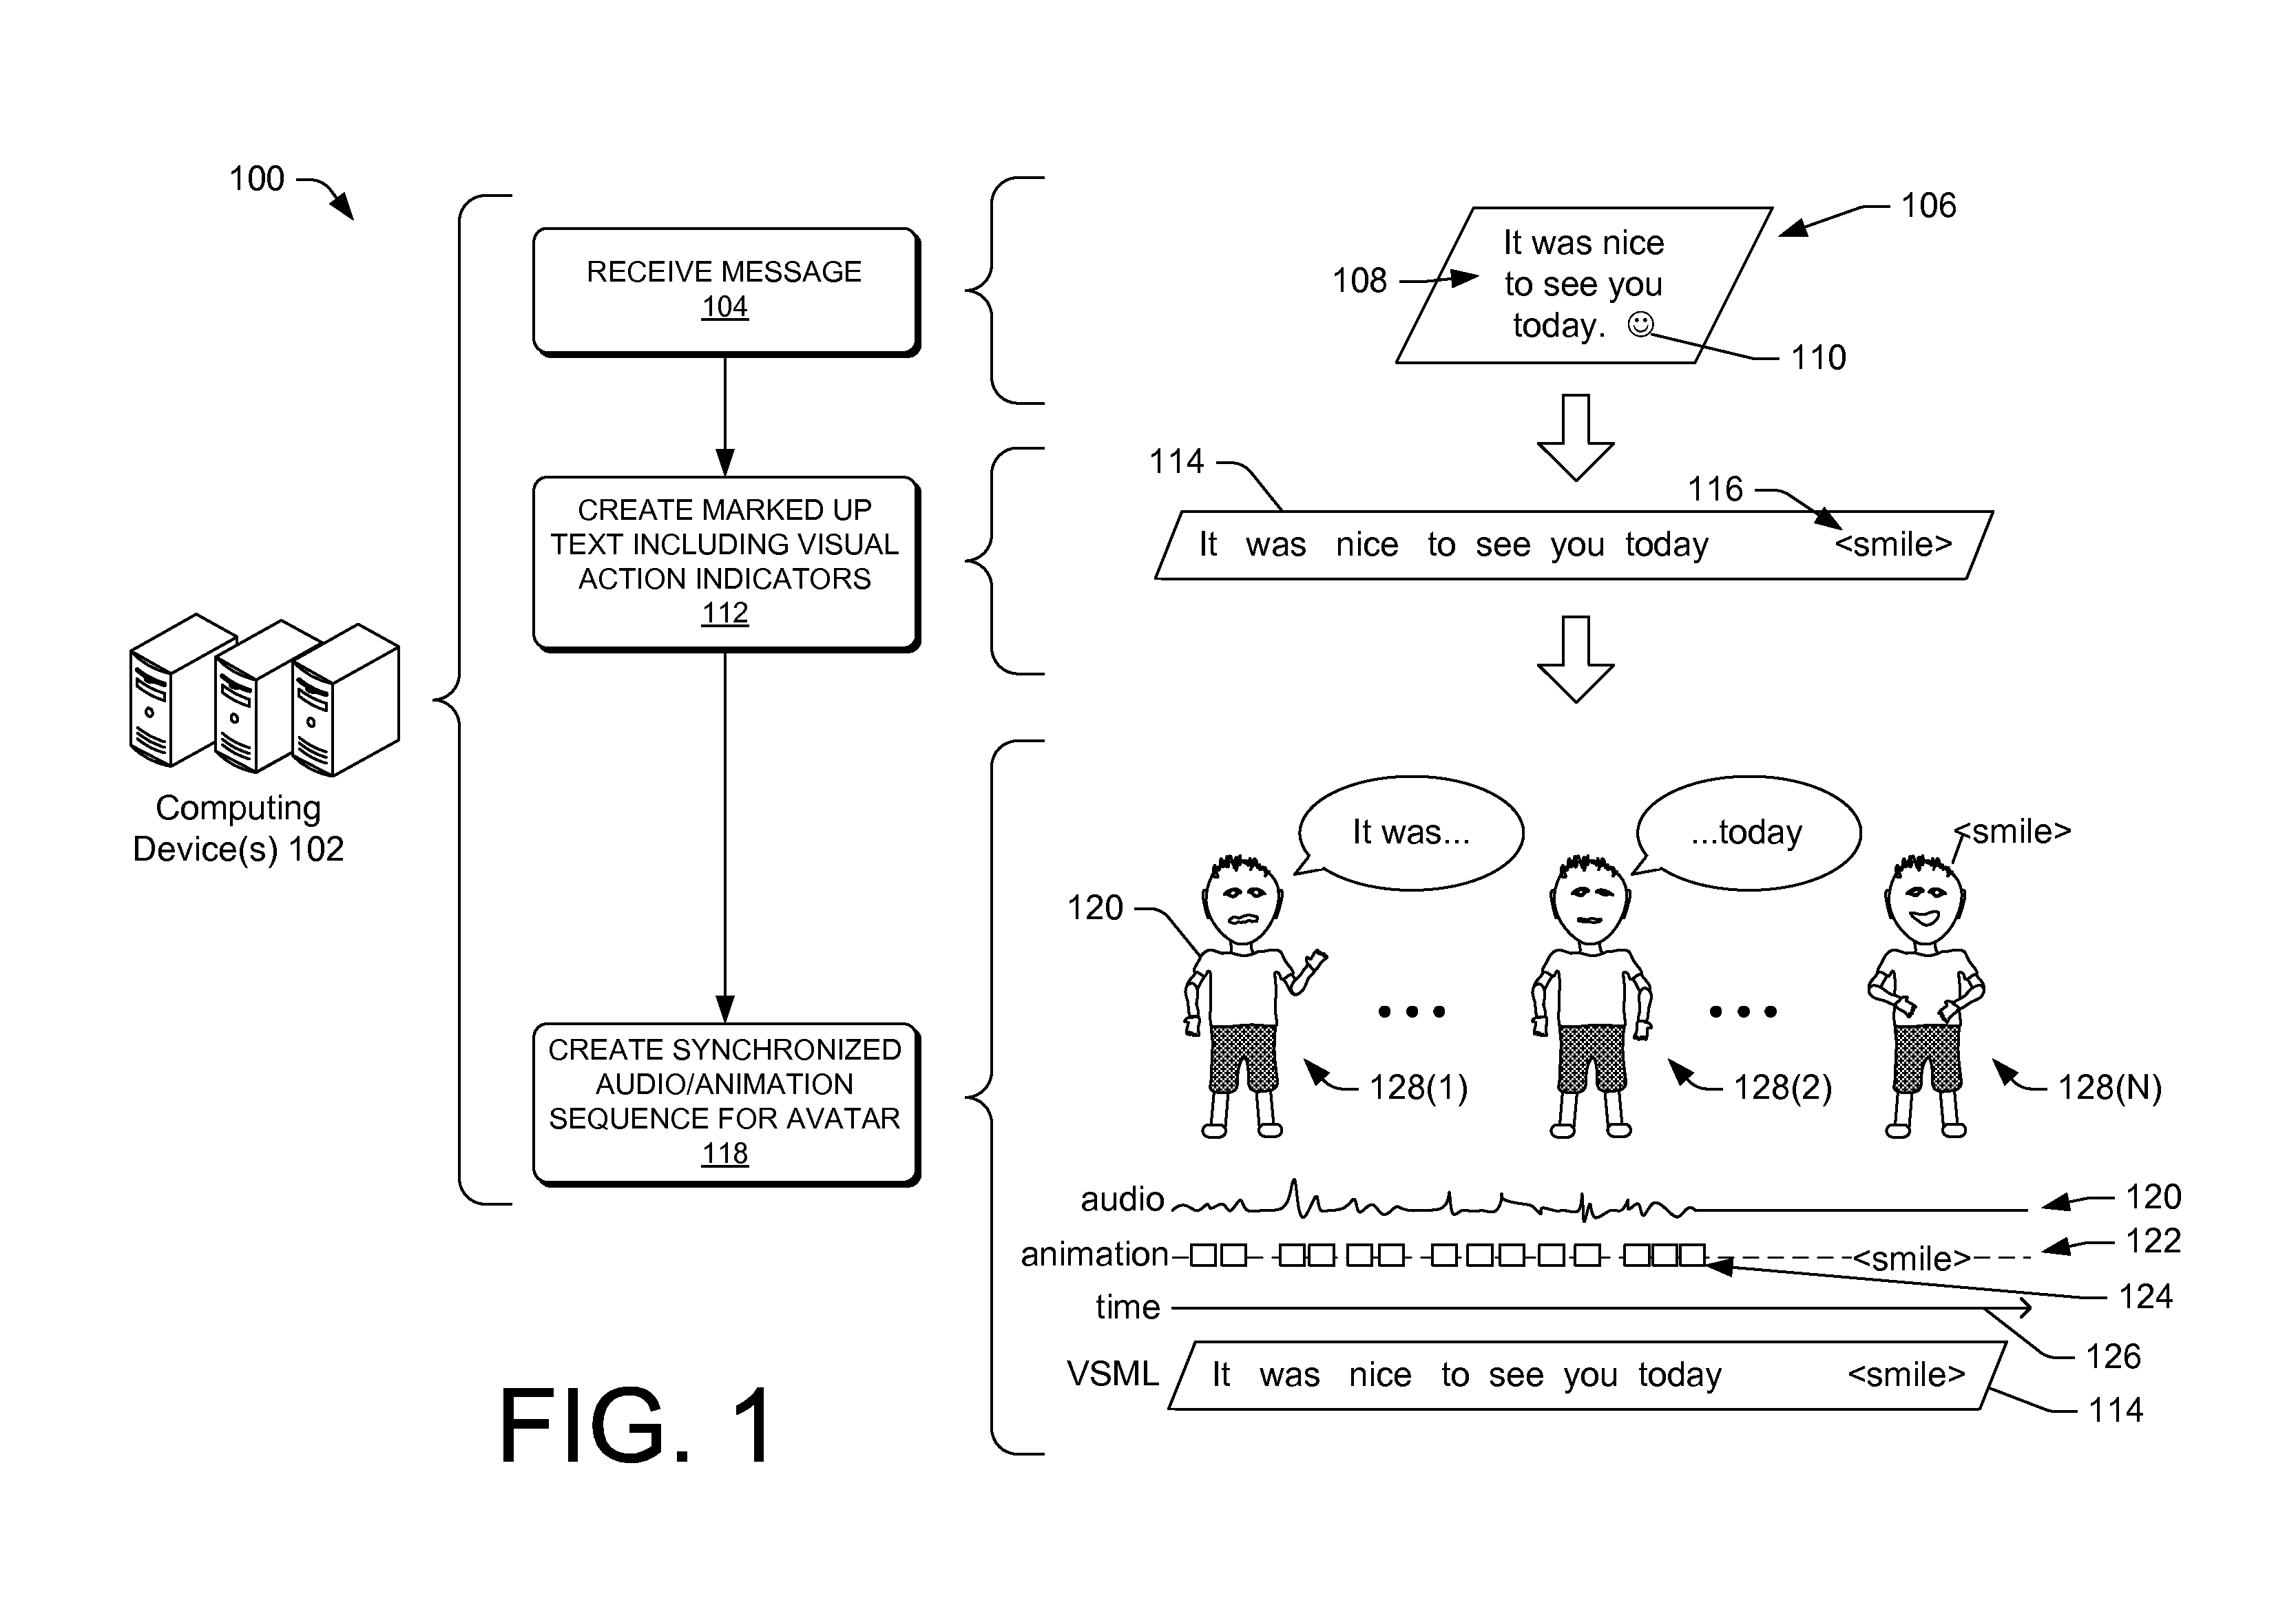 100
RECEIVE MESSAGE
104
106
It was nice
to see you
today.
108
110
CREATE MARKED UP
TEXT INCLUDING VISUAL
ACTION INDICATORS
112
114
116
It was nice to see you today <smile>
Computing
Device(s) 102
CREATE SYNCHRONIZED
AUDIO/ANIMATION
SEQUENCE FOR AVATAR
118
It was...
...today
<smile>
120
128(1)
128(2)
128(N)
audio
120
animation
<smile>
122
124
time
126
VSML
It was nice to see you today <smile>
114
FIG. 1